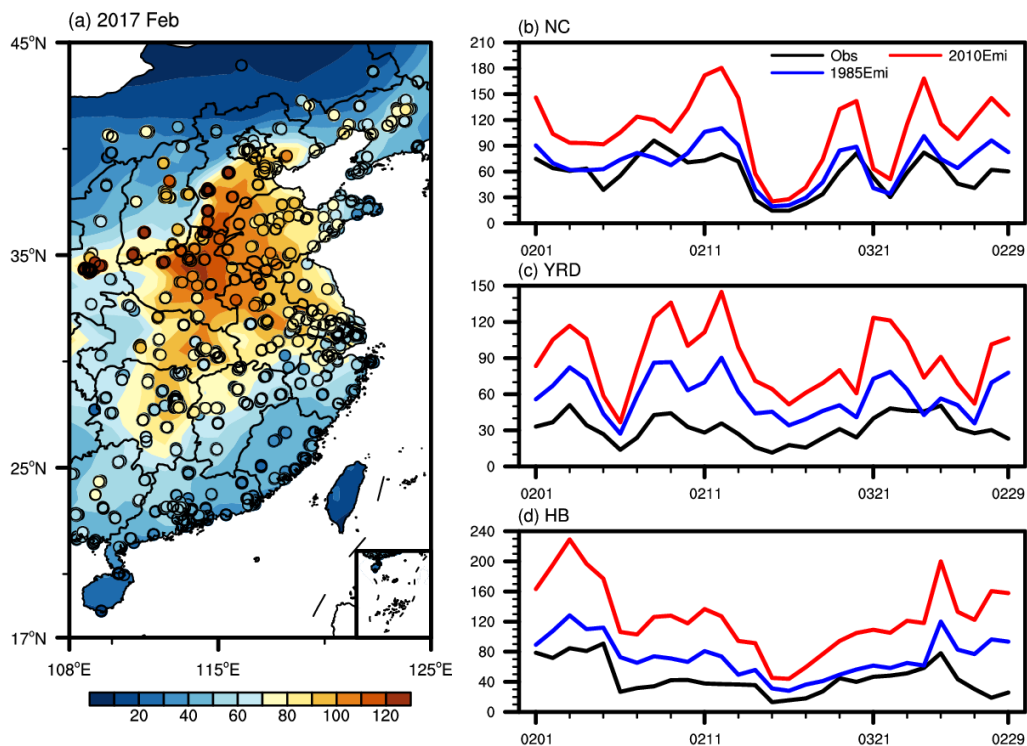 (a) 2017 Feb
45°N
35°N
25°N
17°N
108°E 115°E 125°E
20 40 60 80 100 120
(b) NC
210
180
150
120
90
60
30
0
Obs 2010Emi
1985Emi
0201 0211 0321 0229
(c) YRD
150
120
90
60
30
0
0201 0211 0321 0229
(d) HB
240
200
160
120
80
40
0
0201 0211 0321 0229